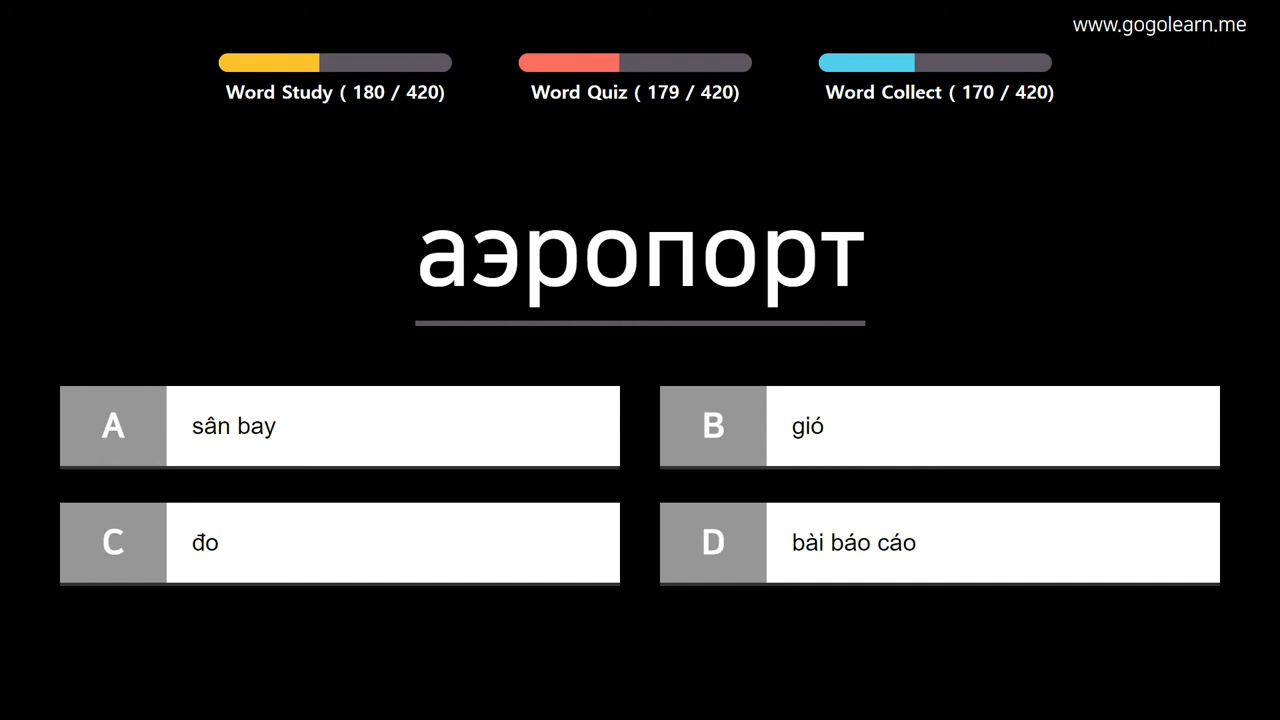 www.gogolearn.me
Word Study ( 180 / 420)
Word Quiz ( 179 / 420)
Word Collect ( 170 / 420)
аэропорт
A
sân bay
B
gió
C
đo
D
bài báo cáo